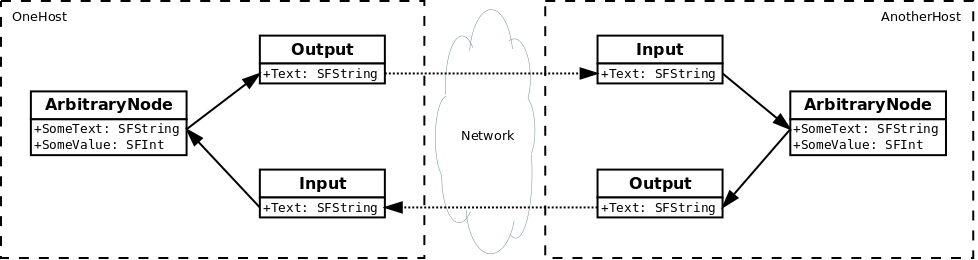 OneHost
AnotherHost
Output
+Text: SFString
Input
+Text: SFString
ArbitraryNode
+SomeText: SFString
+SomeValue: SFInt
Network
ArbitraryNode
+SomeText: SFString
+SomeValue: SFInt
Input
+Text: SFString
Output
+Text: SFString